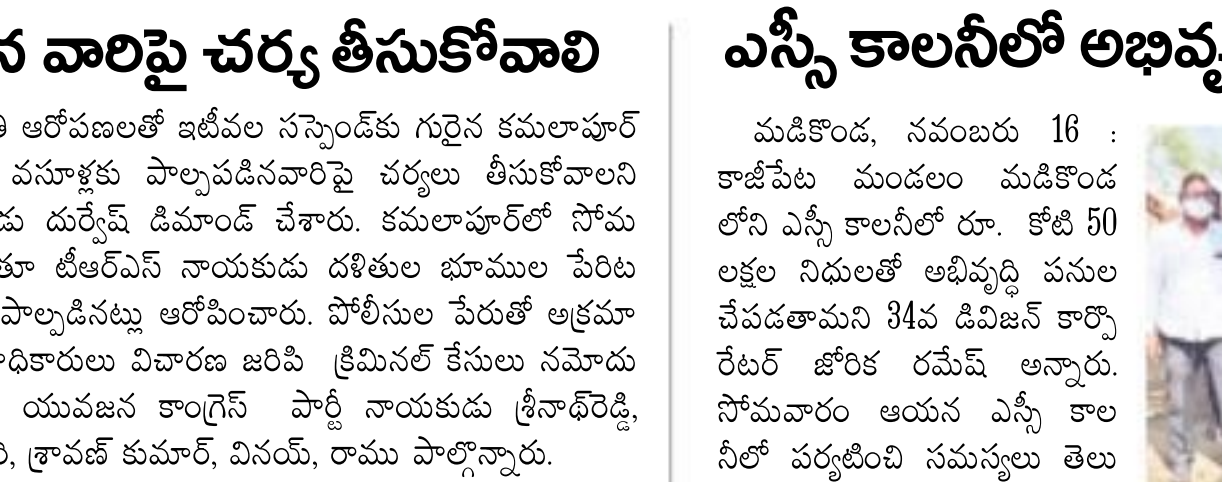 వారిపై చర్య తీసుకోవాలి
ఆరోపణలతో ఇటీవల సస్పెండ్‌కు గురైన కమలాపూర్
వసూళ్లకు పాల్పపడినవారిపై చర్యలు తీసుకోవాలని
దుర్వేష్ డిమాండ్ చేశారు. కమలాపూర్‌లో సోమ
టీఆర్ఎస్ నాయకుడు దళితుల భూముల పేరిట
పాల్పడినట్లు ఆరోపించారు. పోలీసుల పేరుతో అక్రమా
విచారణ జరిపి క్రిమినల్ కేసులు నమోదు
యువజన కాంగ్రెస్ పార్టీ నాయకుడు శ్రీనాథ్‌రెడ్డి,
శ్రావణ్ కుమార్, వినయ్, రాము పాల్గొన్నారు.
ఎస్సీ కాలనీలో
మడికొండ, నవంబరు 16 :
కాజీపేట మండలం మడికొండ
లోని ఎస్సీ కాలనీలో రూ. కోటి 50
లక్షల నిధులతో అభివృద్ధి పనుల
చేపడతామని 34వ డివిజన్ కార్పొ
రేటర్ జోరిక రమేష్ అన్నారు.
సోమవారం ఆయన ఎస్సీ కాల
నీలో పర్యటించి సమస్యలు తెలు